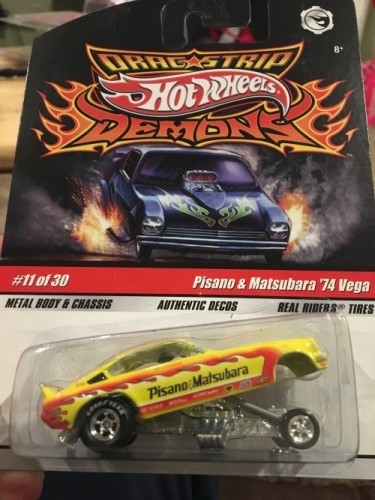 DRAG★STRIP
8+
Hot Wheels
DEMONS™
#11 of 30
Pisano & Matsubara '74 Vega
METAL BODY & CHASSIS AUTHENTIC DECOS REAL RIDERS® TIRES
Pisano & Matsubara
GOODYEAR